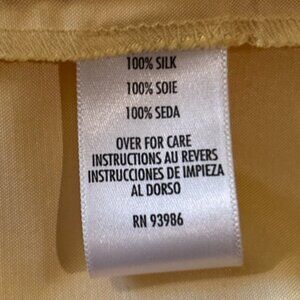 100% SILK
100% SOIE
100% SEDA
OVER FOR CARE
INSTRUCTIONS AU REVERS
INSTRUCCIONES DE IMPIEZA
AL DORSO
RN 93986